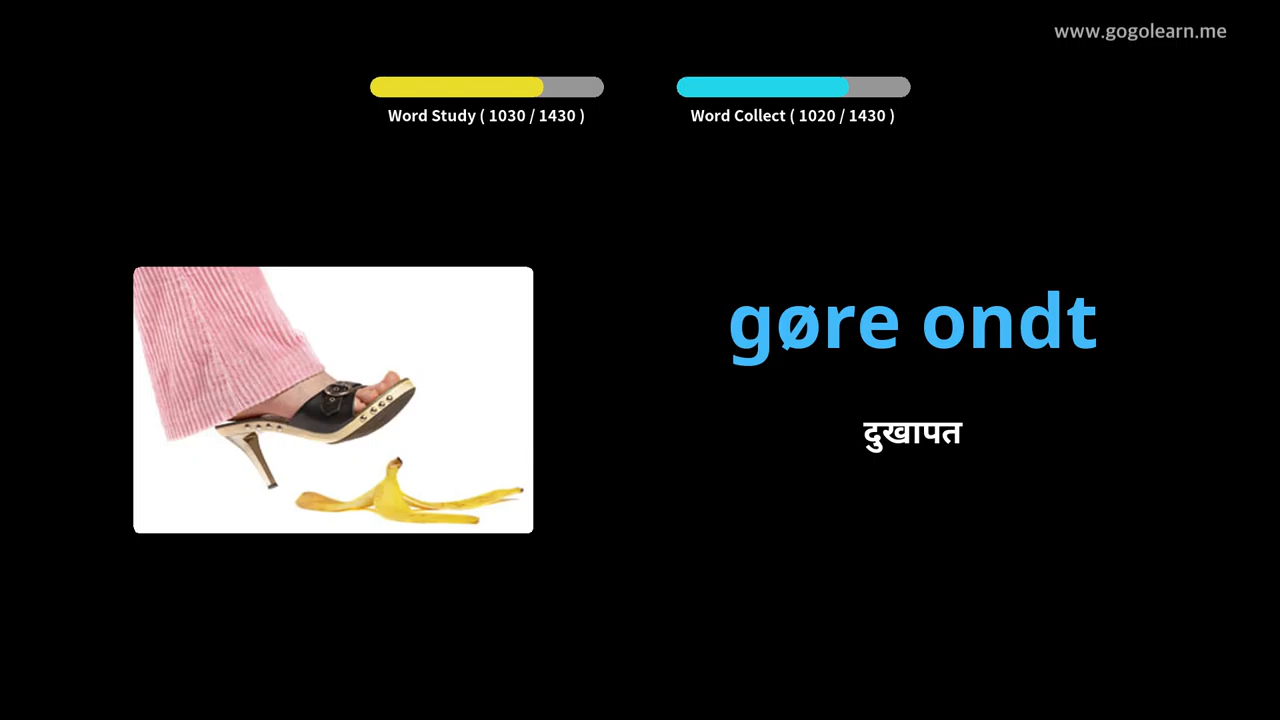 www.gogolearn.me
Word Study ( 1030 / 1430 )
Word Collect ( 1020 / 1430 )
gøre ondt
दुखापत